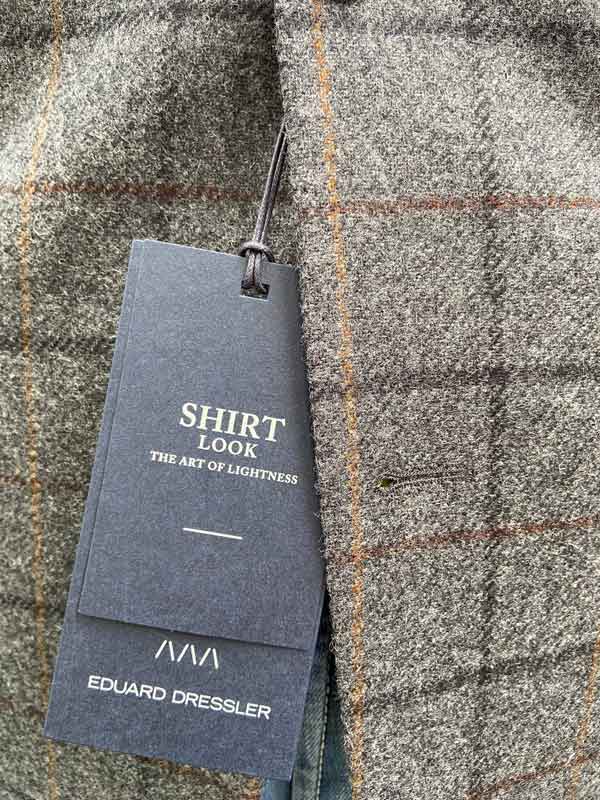 SHIRT
LOOK
THE ART OF LIGHTNESS
EDUARD DRESSLER